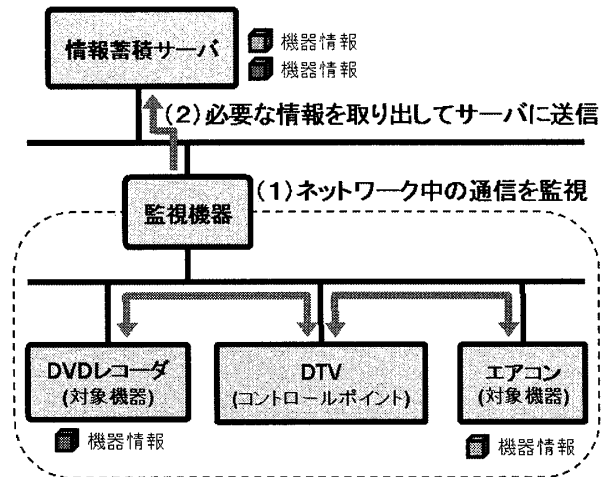 情報蓄積サーバ
機器情報
機器情報
(2)必要な情報を取り出してサーバに送信
(1)ネットワーク中の通信を監視
監視機器
DVDレコーダ
(対象機器)
DTV
(コントロールポイント)
エアコン
(対象機器)
機器情報
機器情報